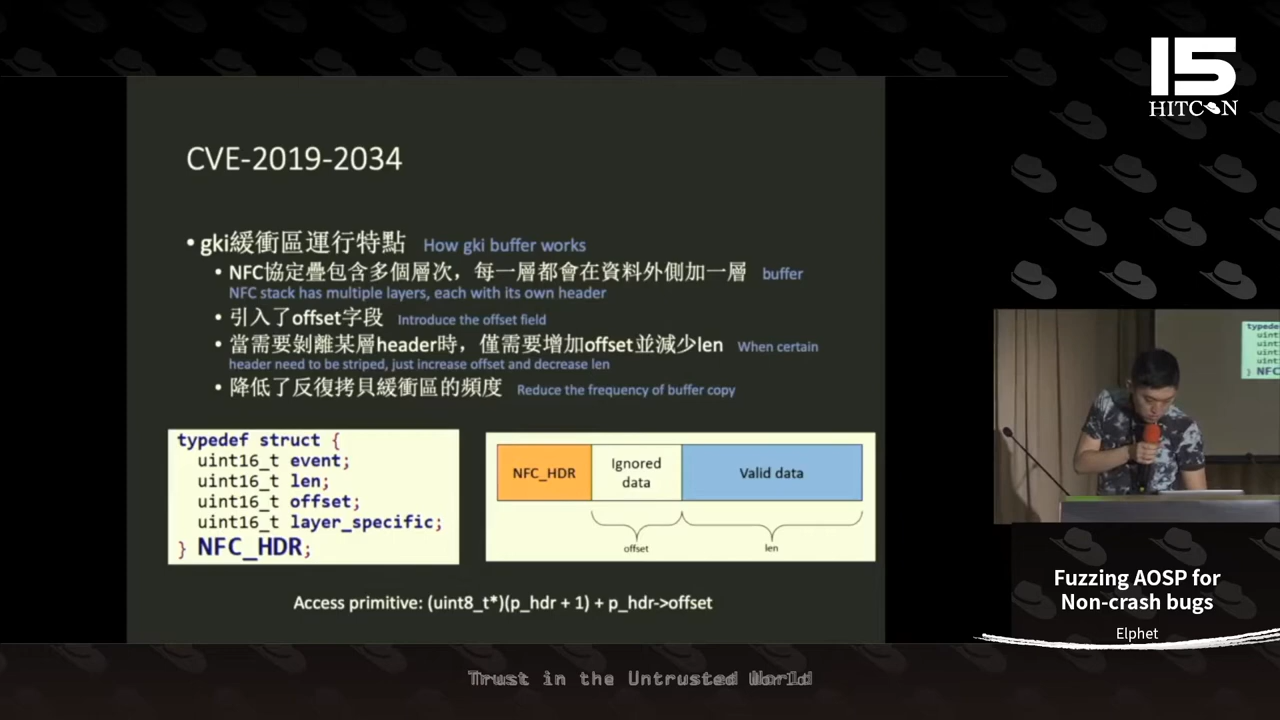 15
HITCON
CVE-2019-2034
• gki緩衝區運行特點 How gki buffer works
• NFC協定疊包含多個層次，每一層都會在資料外側加一層 buffer
NFC stack has multiple layers, each with its own header
• 引入了offset字段 Introduce the offset field
• 當需要剝離某層header時，僅需要增加offset並減少len When certain
header need to be striped, just increase offset and decrease len
• 降低了反復拷貝緩衝區的頻度 Reduce the frequency of buffer copy
typedef struct {
uint16_t event;
uint16_t len;
uint16_t offset;
uint16_t layer_specific;
} NFC_HDR;
NFC_HDR
Ignored
data
Valid data
offset
len
Access primitive: (uint8_t*)(p_hdr + 1) + p_hdr->offset
typedef s
uint
uint
uint
uint
} NFC
Fuzzing AOSP for
Non-crash bugs
Elphet
Trust in the Untrusted World